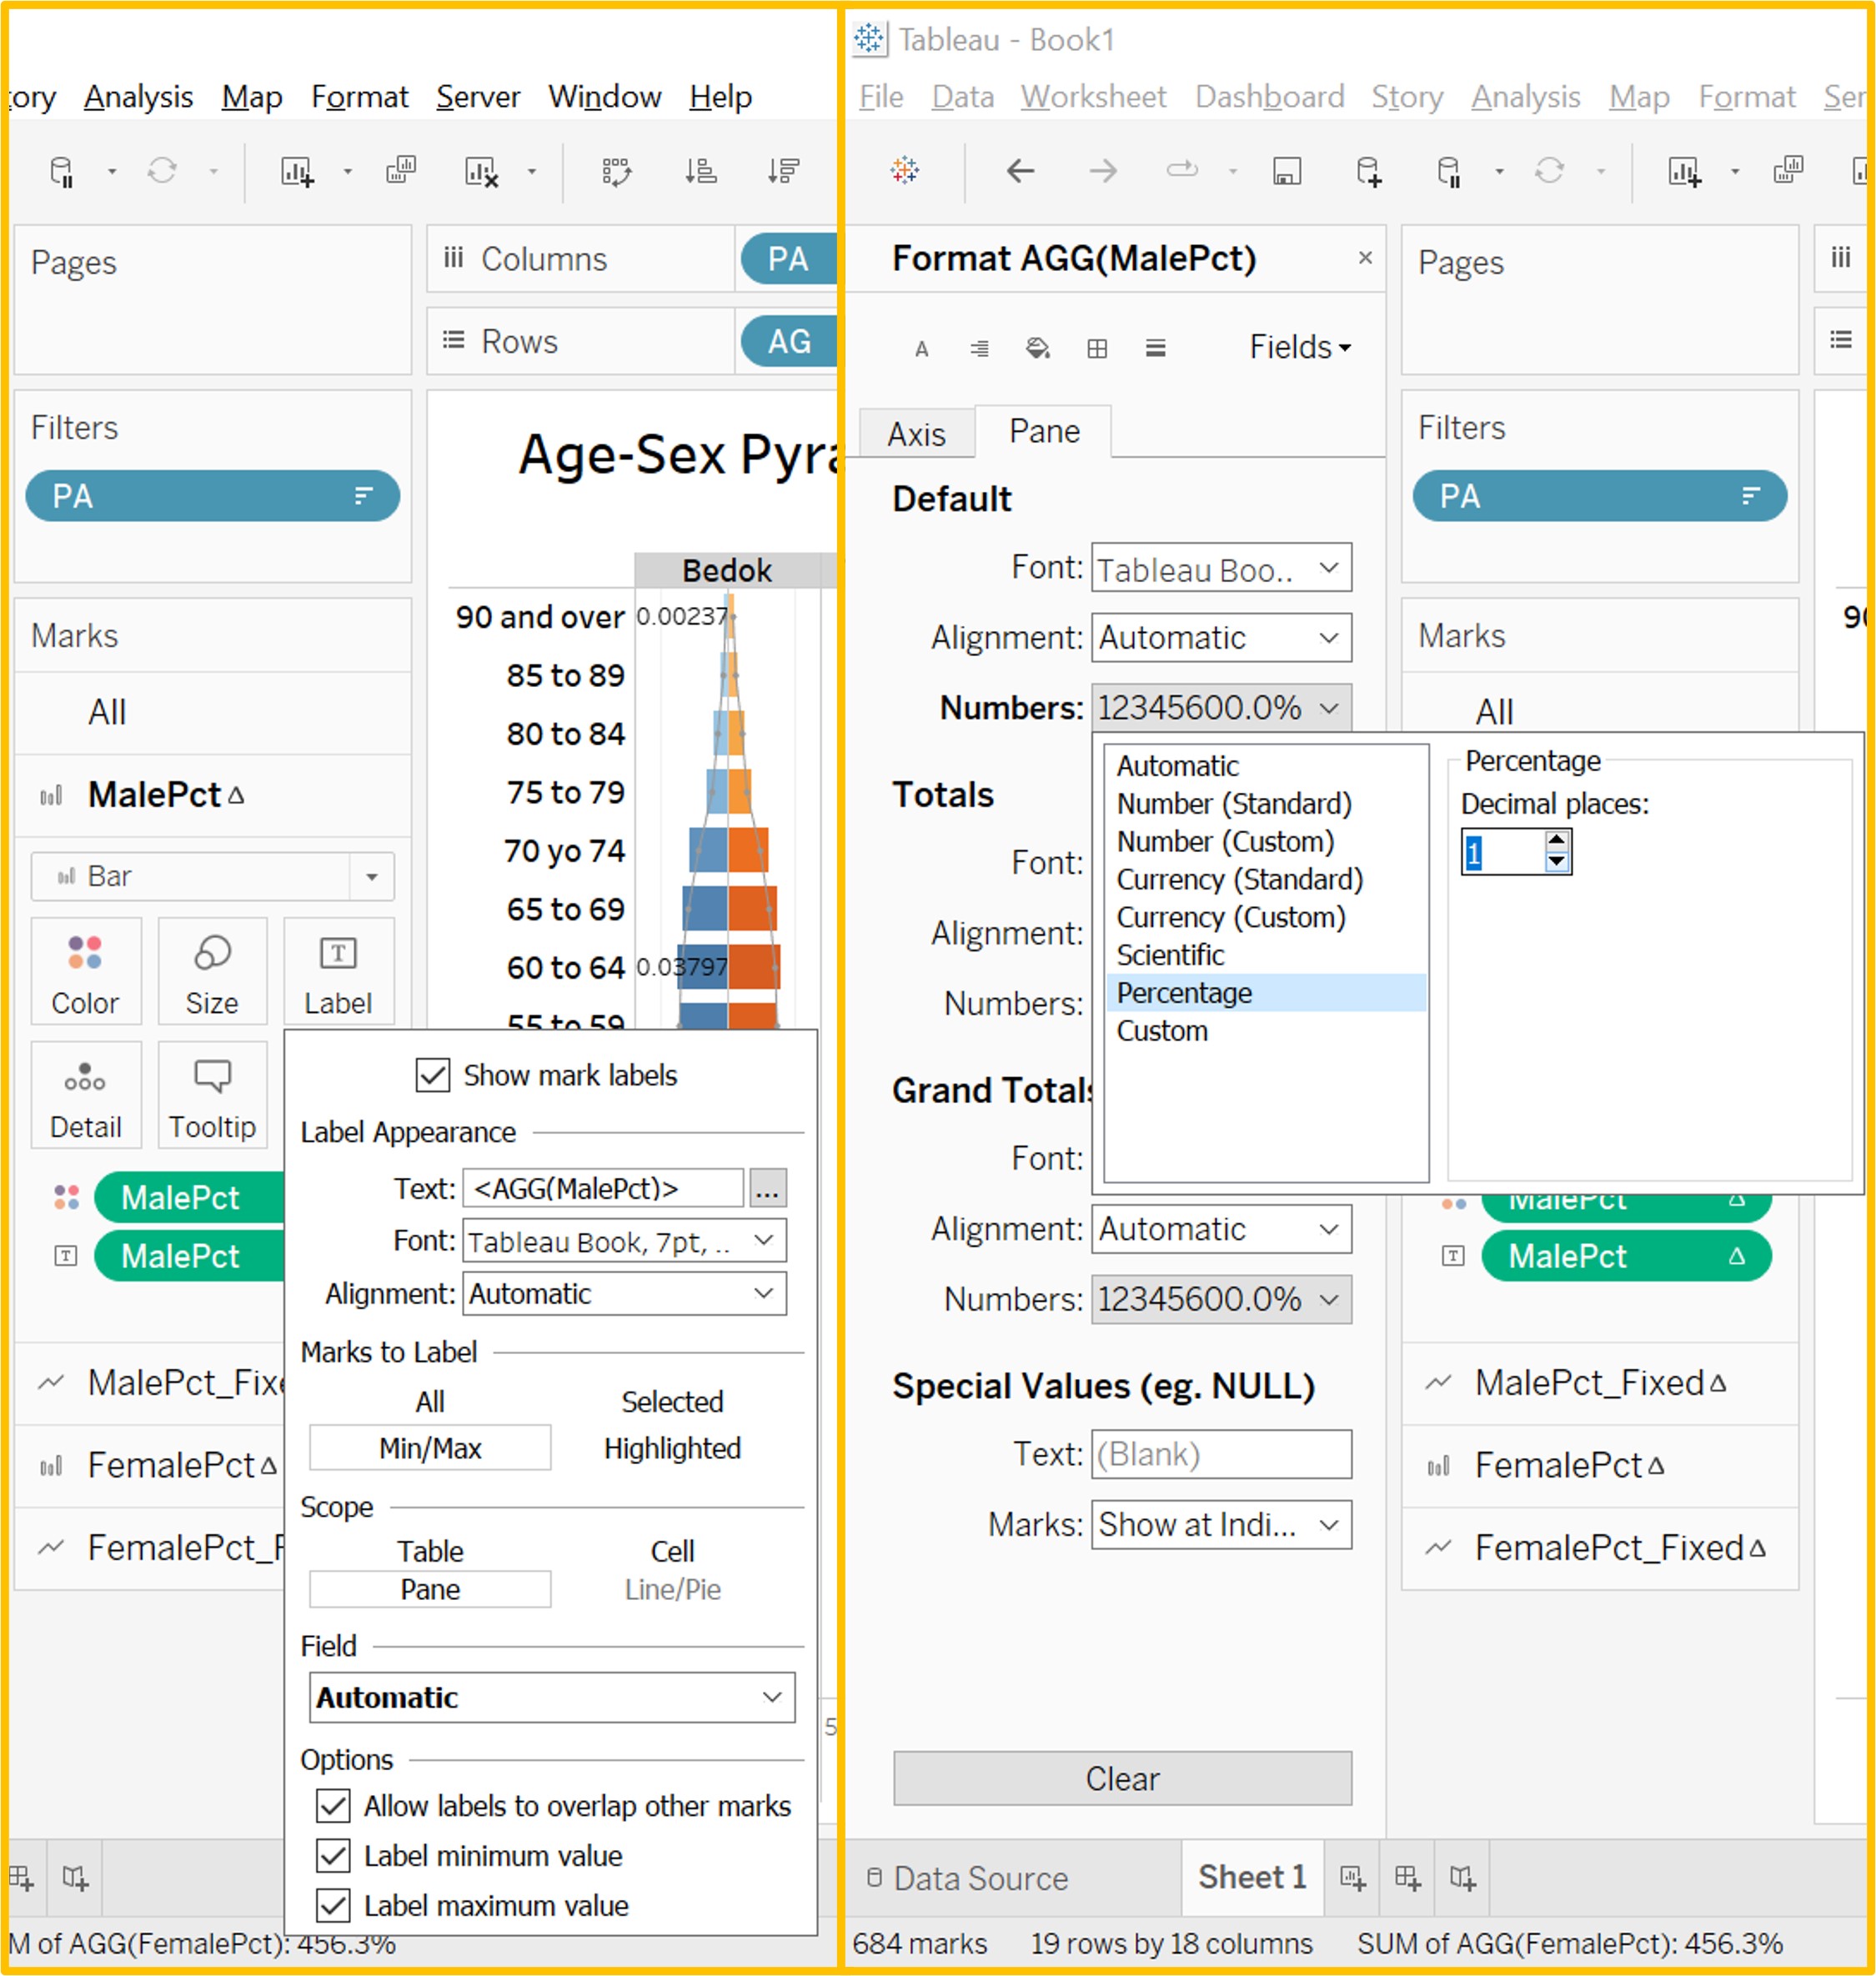 ory Analysis Map Format Server Window Help
Pages
Columns PA
Rows AG
Filters
PA
Marks
All
MalePct
Bar
Color Size Label
Detail Tooltip
MalePct
MalePct
MalePct_Fixe
FemalePct
FemalePct_F
Age-Sex Pyra
Bedok
90 and over 0.00237
85 to 89
80 to 84
75 to 79
70 yo 74
65 to 69
60 to 64 0.03797
55 to 59
Show mark labels
Label Appearance
Text: <AGG(MalePct)> ...
Font: Tableau Book, 7pt, ..
Alignment: Automatic
Marks to Label
All Selected
Min/Max Highlighted
Scope
Table Cell
Pane Line/Pie
Field
Automatic
Options
Allow labels to overlap other marks
Label minimum value
Label maximum value
5
M of AGG(FemalePct): 456.3%
Tableau - Book1
File Data Worksheet Dashboard Story Analysis Map Format Ser
Format AGG(MalePct)
Fields
Axis Pane
Default
Font: Tableau Boo..
Alignment: Automatic
Numbers: 12345600.0%
Automatic
Number (Standard)
Number (Custom)
Currency (Standard)
Currency (Custom)
Scientific
Percentage
Custom
Percentage
Decimal places:
1
Totals
Font:
Alignment:
Numbers:
Grand Totals
Font:
Alignment: Automatic
Numbers: 12345600.0%
Special Values (eg. NULL)
Text: (Blank)
Marks: Show at Indi...
Clear
Pages
Filters
PA
Marks
All
MalePct
MalePct
MalePct_Fixed
FemalePct
FemalePct_Fixed
90
Data Source Sheet 1
684 marks 19 rows by 18 columns SUM of AGG(FemalePct): 456.3%